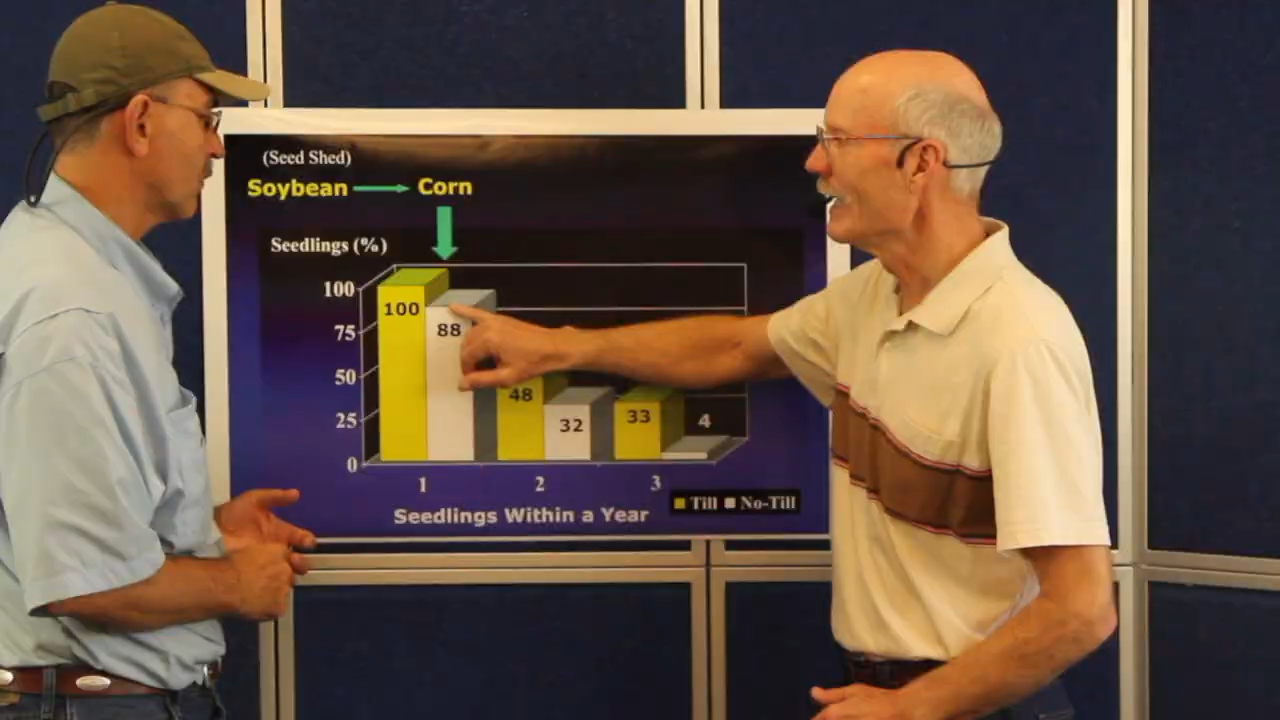 (Seed Shed)
Soybean Corn
Seedlings (%)
100
75
50
25
0
100
88
48
32
33
4
1 2 3
Seedlings Within a Year
Till No-Till